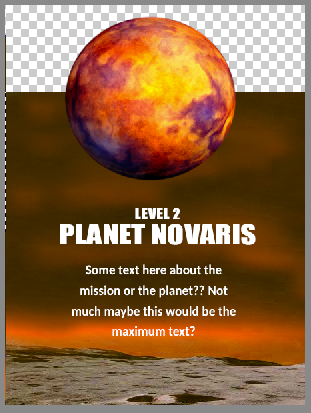 LEVEL 2
PLANET NOVARIS
Some text here about the
mission or the planet?? Not
much maybe this would be the
maximum text?